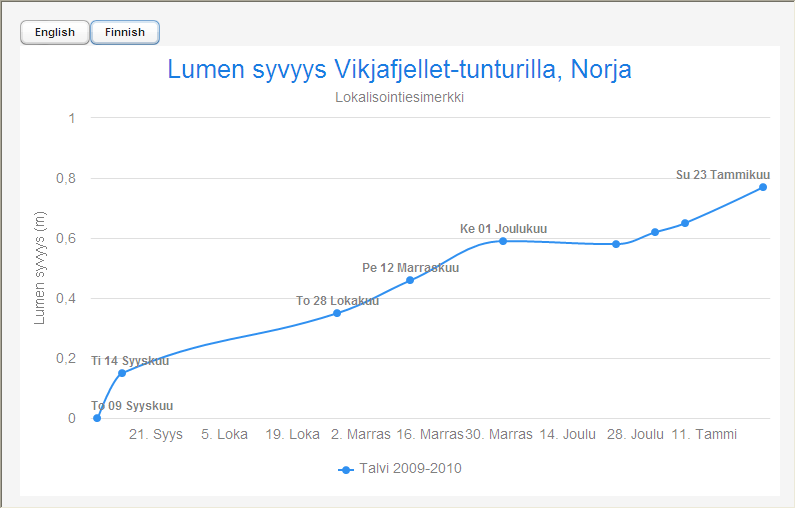 English Finnish
Lumen syvyys Vikjafjellet-tunturilla, Norja
Lokalisointiesimerkki
Lumen syvyys (m)
1
0,8
0,6
0,4
0,2
0
Su 23 Tammikuu
Ke 01 Joulukuu
Pe 12 Marraskuu
To 28 Lokakuu
Ti 14 Syyskuu
To 09 Syyskuu
21. Syys 5. Loka 19. Loka 2. Marras 16. Marras 30. Marras 14. Joulu 28. Joulu 11. Tammi
Talvi 2009-2010